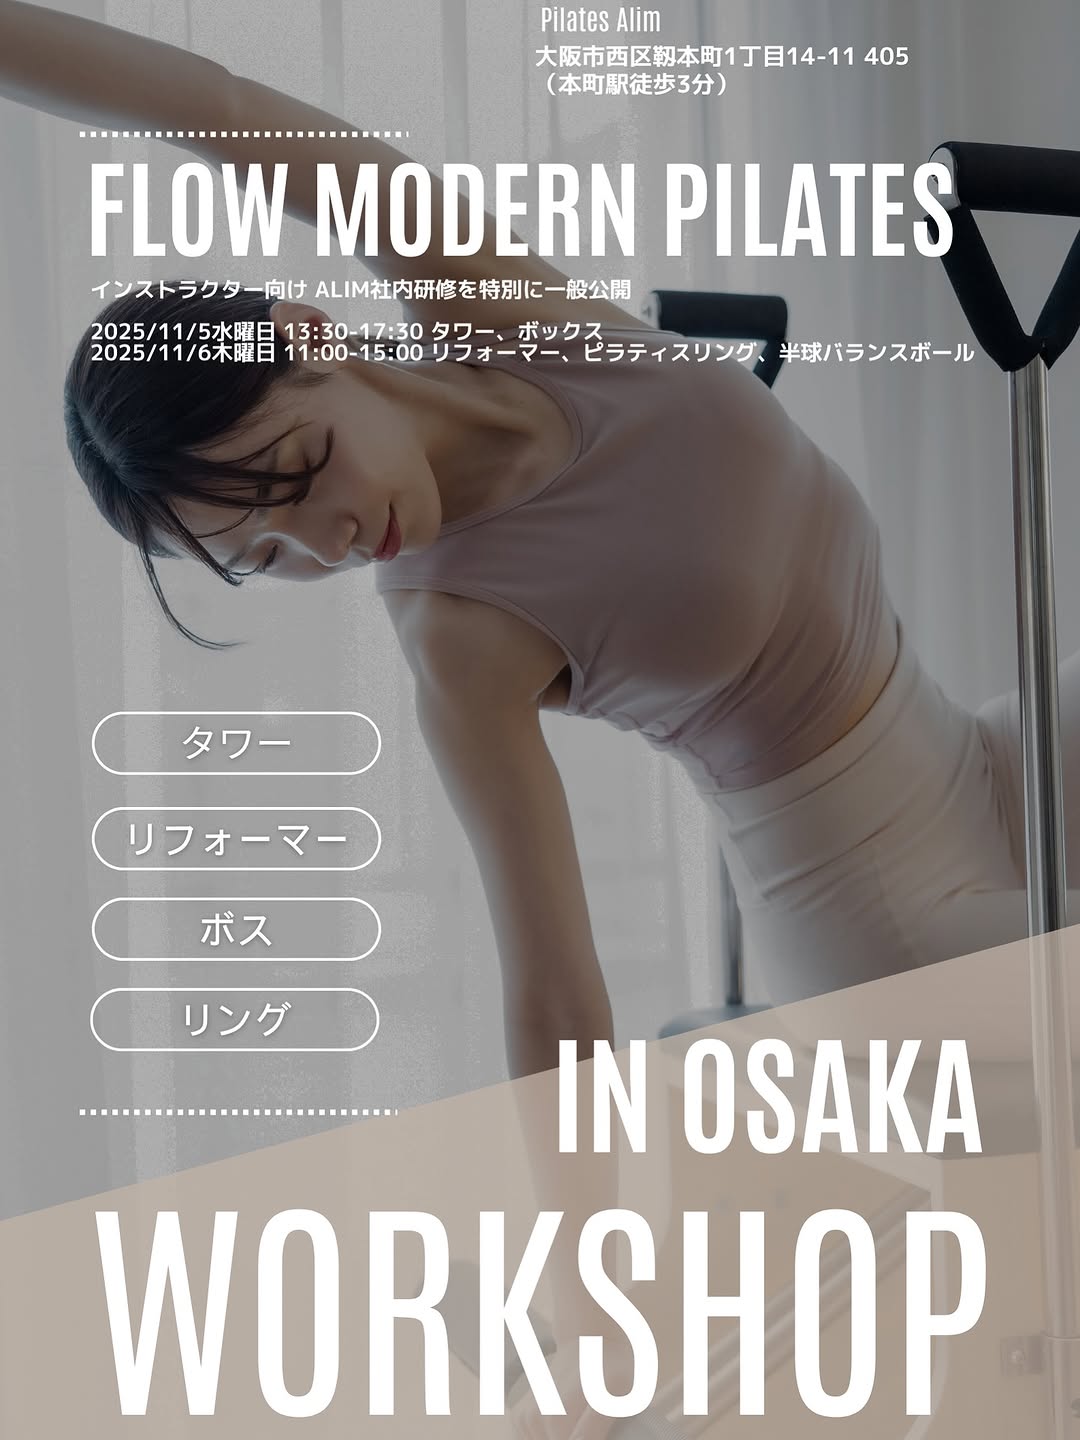 Pilates Alim
大阪市西区靱本町1丁目14-11 405
（本町駅徒歩3分）
FLOW MODERN PILATES
インストラクター向け ALIM社内研修を特別に一般公開
2025/11/5水曜日 13:30-17:30 タワー、ボックス
2025/11/6木曜日 11:00-15:00 リフォーマー、ピラティスリング、半球バランスボール
タワー
リフォーマー
ボス
リング
IN OSAKA
WORKSHOP